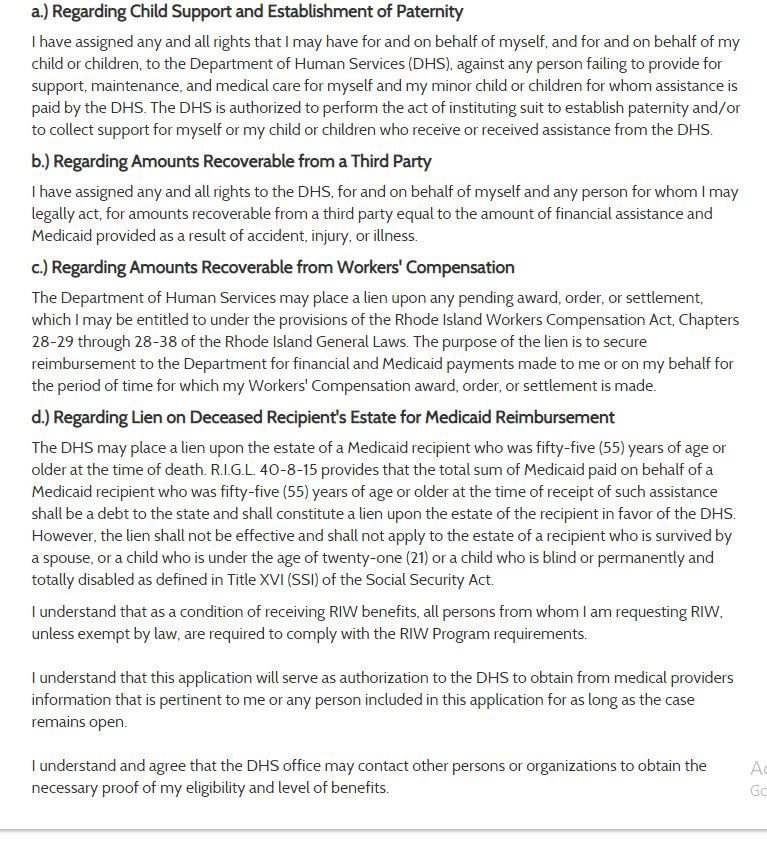 a.) Regarding Child Support and Establishment of Paternity
I have assigned any and all rights that I may have for and on behalf of myself, and for and on behalf of my
child or children, to the Department of Human Services (DHS), against any person failing to provide for
support, maintenance, and medical care for myself and my minor child or children for whom assistance is
paid by the DHS. The DHS is authorized to perform the act of instituting suit to establish paternity and/or
to collect support for myself or my child or children who receive or received assistance from the DHS.
b.) Regarding Amounts Recoverable from a Third Party
I have assigned any and all rights to the DHS, for and on behalf of myself and any person for whom I may
legally act, for amounts recoverable from a third party equal to the amount of financial assistance and
Medicaid provided as a result of accident, injury, or illness.
c.) Regarding Amounts Recoverable from Workers' Compensation
The Department of Human Services may place a lien upon any pending award, order, or settlement,
which I may be entitled to under the provisions of the Rhode Island Workers Compensation Act, Chapters
28-29 through 28-38 of the Rhode Island General Laws. The purpose of the lien is to secure
reimbursement to the Department for financial and Medicaid payments made to me or on my behalf for
the period of time for which my Workers' Compensation award, order, or settlement is made.
d.) Regarding Lien on Deceased Recipient's Estate for Medicaid Reimbursement
The DHS may place a lien upon the estate of a Medicaid recipient who was fifty-five (55) years of age or
older at the time of death. R.I.G.L. 40-8-15 provides that the total sum of Medicaid paid on behalf of a
Medicaid recipient who was fifty-five (55) years of age or older at the time of receipt of such assistance
shall be a debt to the state and shall constitute a lien upon the estate of the recipient in favor of the DHS.
However, the lien shall not be effective and shall not apply to the estate of a recipient who is survived by
a spouse, or a child who is under the age of twenty-one (21) or a child who is blind or permanently and
totally disabled as defined in Title XVI (SSI) of the Social Security Act.
I understand that as a condition of receiving RIW benefits, all persons from whom I am requesting RIW,
unless exempt by law, are required to comply with the RIW Program requirements.
I understand that this application will serve as authorization to the DHS to obtain from medical providers
information that is pertinent to me or any person included in this application for as long as the case
remains open.
I understand and agree that the DHS office may contact other persons or organizations to obtain the
necessary proof of my eligibility and level of benefits.